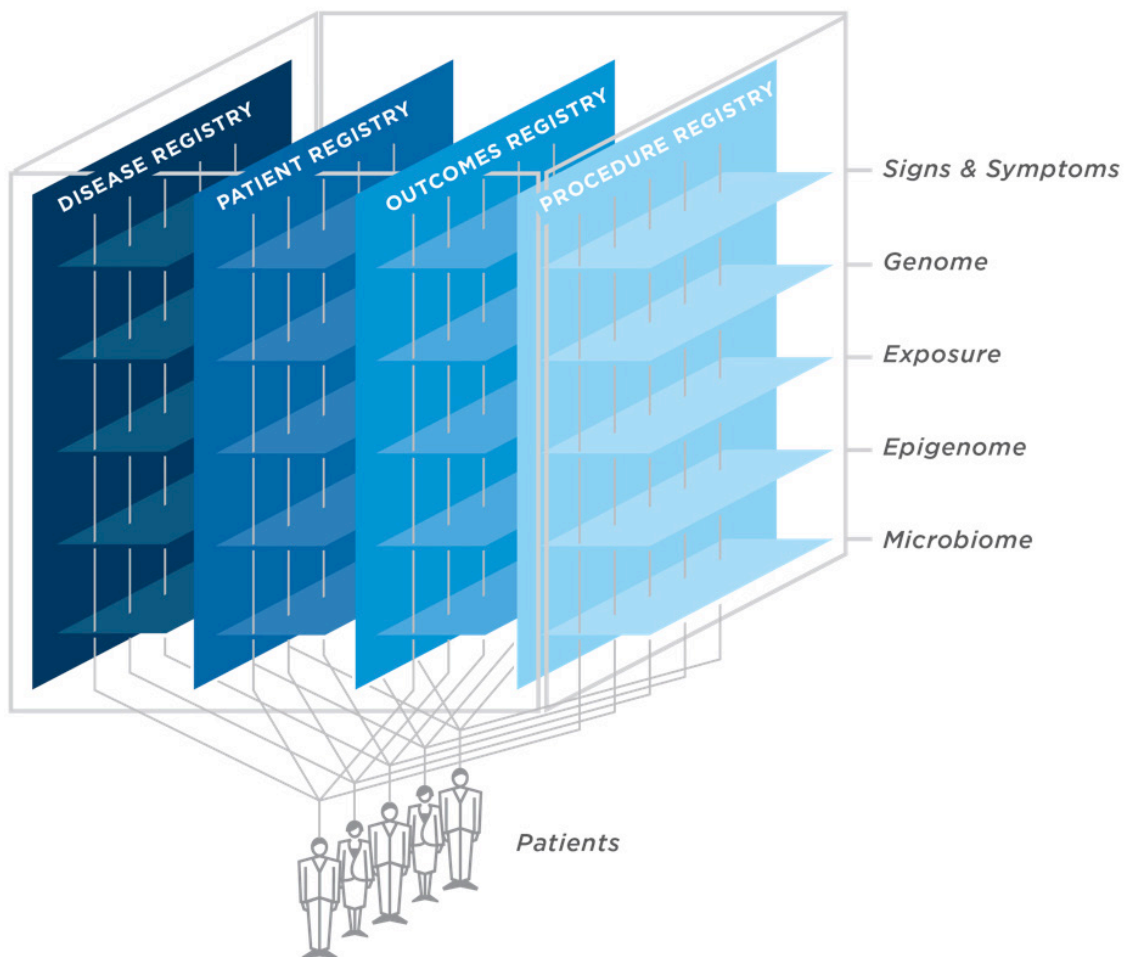 DISEASE REGISTRY
PATIENT REGISTRY
OUTCOMES REGISTRY
PROCEDURE REGISTRY
Signs & Symptoms
Genome
Exposure
Epigenome
Microbiome
Patients